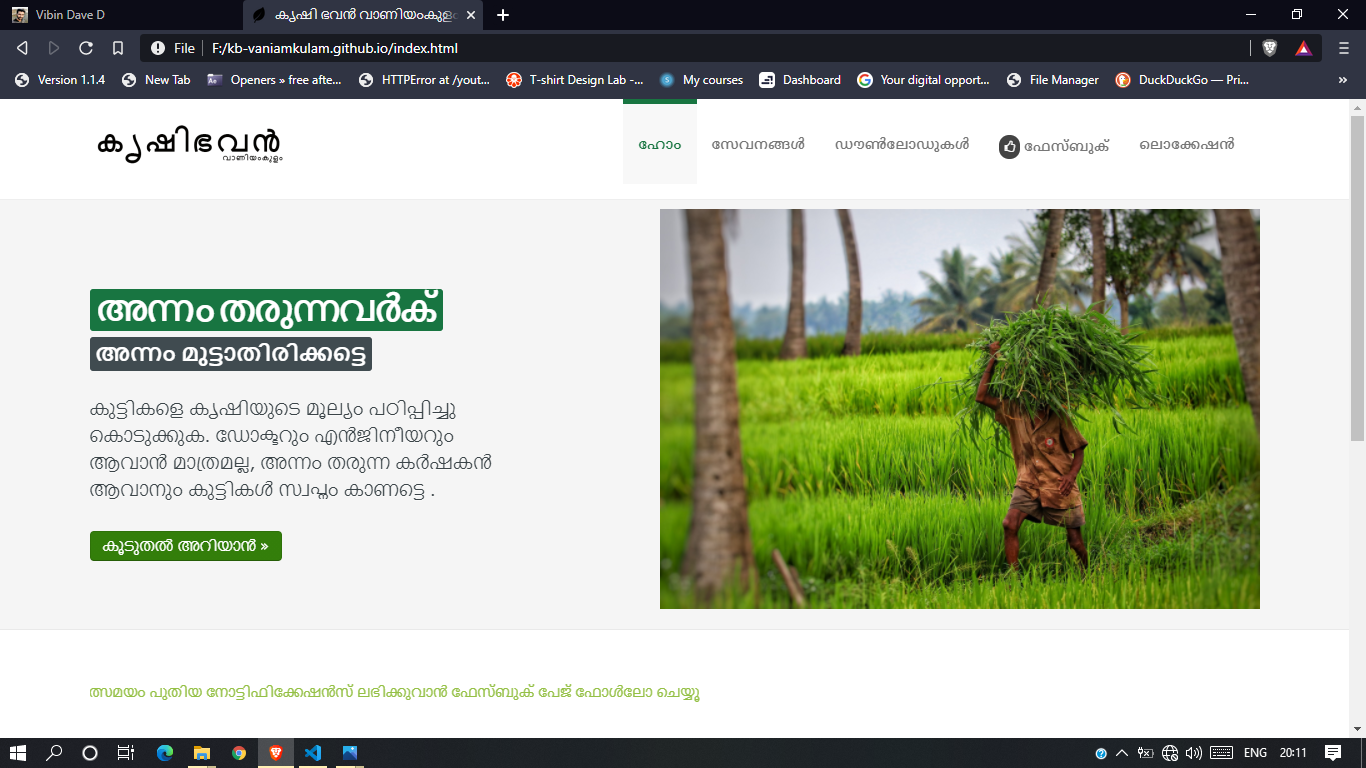 Vibin Dave D
കൃഷി ഭവൻ വാണിയംകുളം
File
F:/kb-vaniamkulam.github.io/index.html
Version 1.1.4
New Tab
Openers » free afte...
HTTPError at /yout...
T-shirt Design Lab -...
My courses
Dashboard
Your digital opport...
File Manager
DuckDuckGo — Pri...
»
കൃഷിഭവൻ
വാണിയംകുളം
ഹോം
സേവനങ്ങൾ
ഡൗൺലോഡുകൾ
ഫേസ്ബുക്
ലൊക്കേഷൻ
അന്നം തരുന്നവർക്
അന്നം മുട്ടാതിരിക്കട്ടെ
കുട്ടികളെ കൃഷിയുടെ മൂല്യം പഠിപ്പിച്ചു
കൊടുക്കുക. ഡോക്ടറും എൻജിനീയറും
ആവാൻ മാത്രമല്ല, അന്നം തരുന്ന കർഷകൻ
ആവാനും കുട്ടികൾ സ്വപ്നം കാണട്ടെ .
കൂടുതൽ അറിയാൻ »
ത്സമയം പുതിയ നോട്ടിഫിക്കേഷൻസ് ലഭിക്കുവാൻ ഫേസ്ബുക് പേജ് ഫോൾലോ ചെയ്യൂ
ENG
20:11